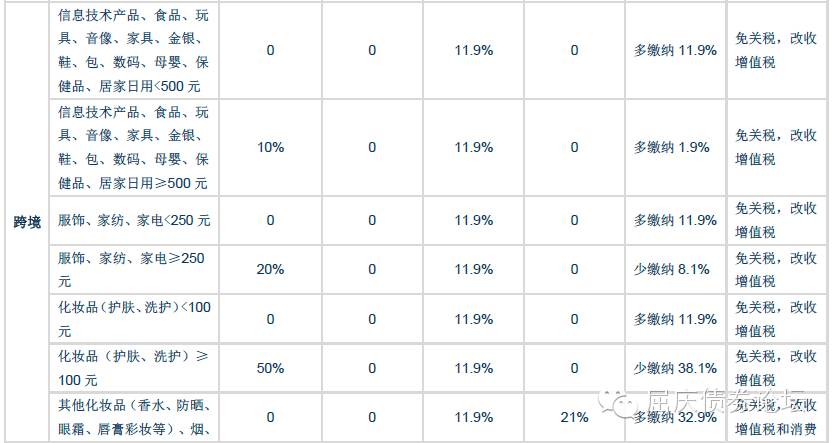 信息技术产品、食品、玩
具、音像、家具、金银、
鞋、包、数码、母婴、保
健品、居家日用<500 元
0
0
11.9%
0
多缴纳 11.9%
免关税，改收
增值税
信息技术产品、食品、玩
具、音像、家具、金银、
鞋、包、数码、母婴、保
健品、居家日用≥500元
10%
0
11.9%
0
多缴纳 1.9%
免关税，改收
增值税
跨境
服饰、家纺、家电<250 元
0
0
11.9%
0
多缴纳 11.9%
免关税，改收
增值税
服饰、家纺、家电≥250
元
20%
0
11.9%
0
少缴纳 8.1%
免关税，改收
增值税
化妆品（护肤、洗护）<100
元
0
0
11.9%
0
多缴纳 11.9%
免关税，改收
增值税
化妆品（护肤、洗护）≥
100 元
50%
0
11.9%
0
少缴纳 38.1%
免关税，改收
增值税
其他化妆品（香水、防晒、
眼霜、唇膏彩妆等）、烟、
0
0
11.9%
21%
多缴纳 32.9%
免关税，改收
增值税和消费
屈庆债券论坛